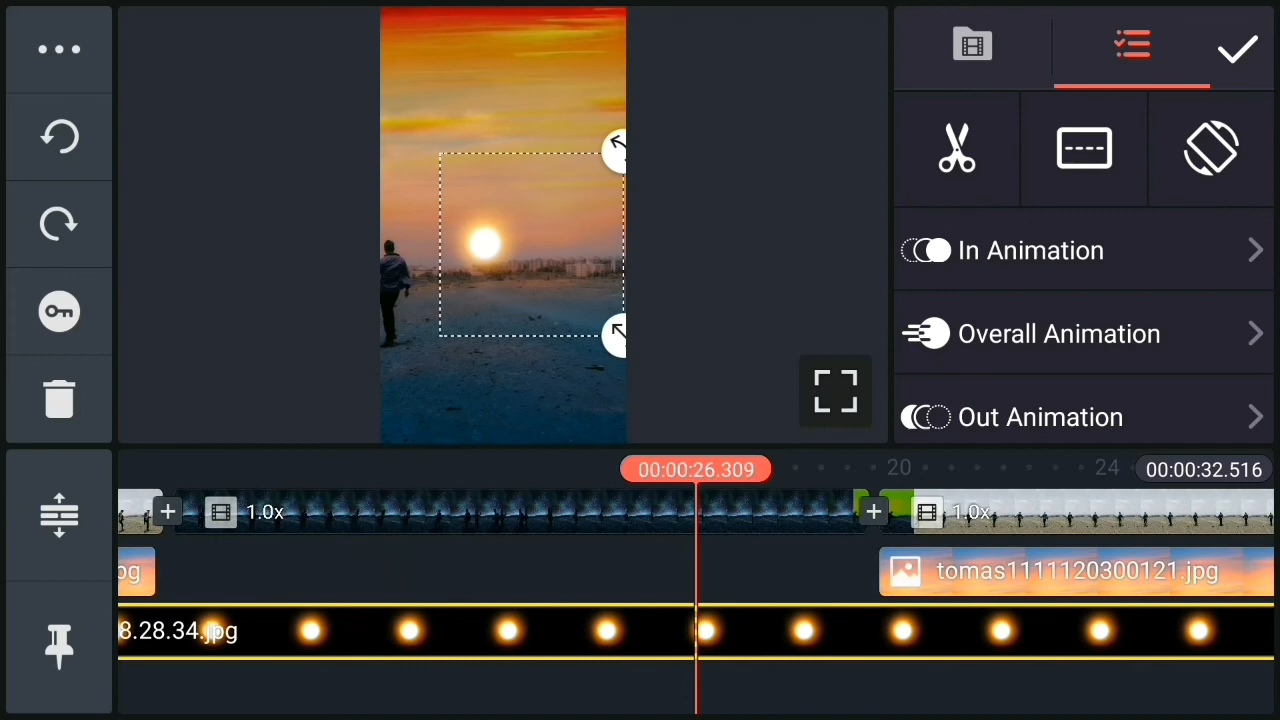 In Animation
Overall Animation
Out Animation
00:00:26.309
20
24
00:00:32.516
1.0x
1.0x
og
tomas1111120300121.jpg
8.28.34.jpg